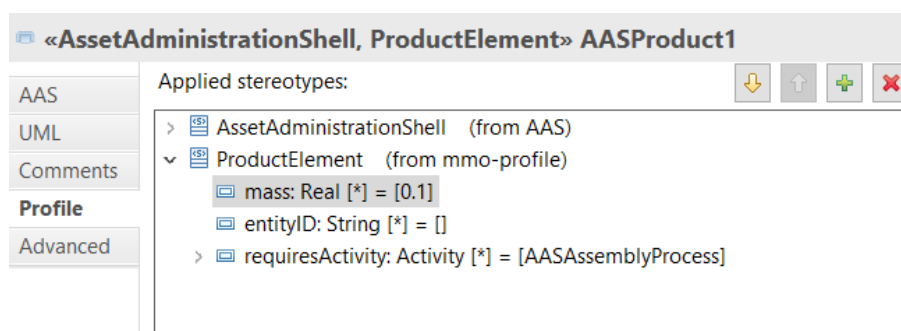 «AssetAdministrationShell, ProductElement» AASProduct1
AAS
UML
Comments
Profile
Advanced
Applied stereotypes:
AssetAdministrationShell (from AAS)
ProductElement (from mmo-profile)
mass: Real [*] = [0.1]
entityID: String [*] = []
requiresActivity: Activity [*] = [AASAssemblyProcess]